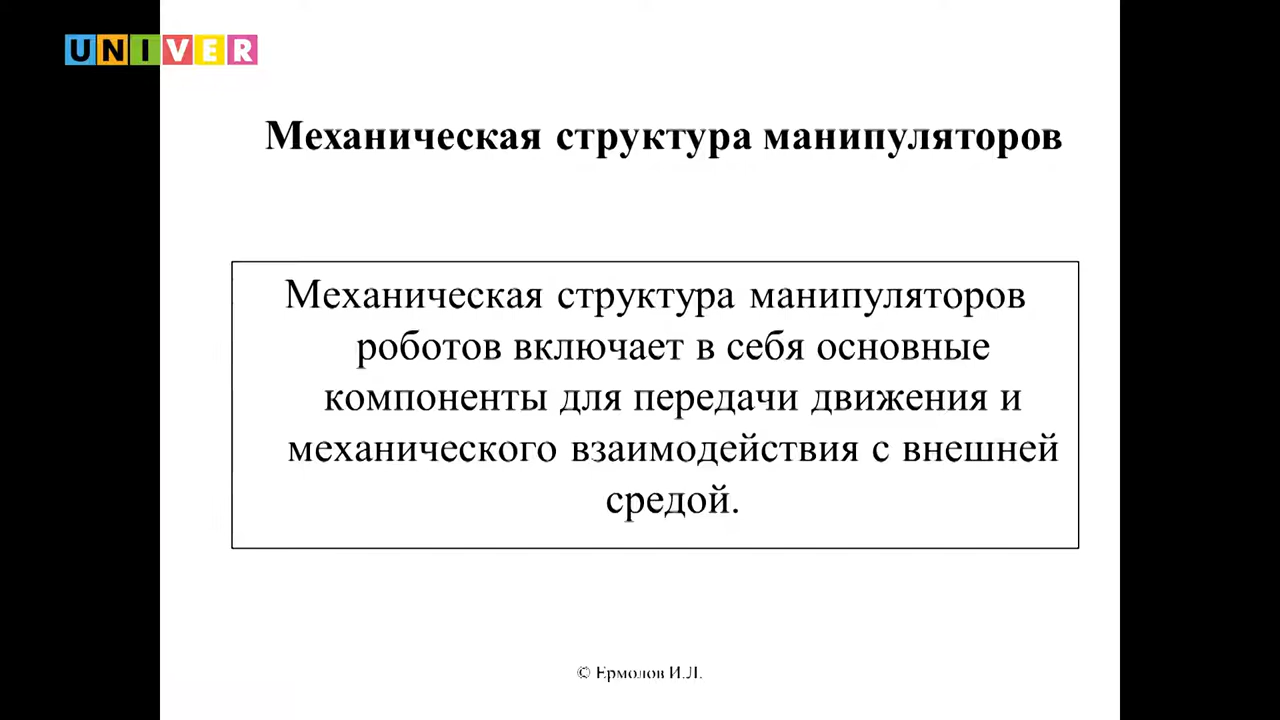 UNIVER
Механическая структура манипуляторов
Механическая структура манипуляторов
роботов включает в себя основные
компоненты для передачи движения и
механического взаимодействия с внешней
средой.
© Ермолов И.Л.